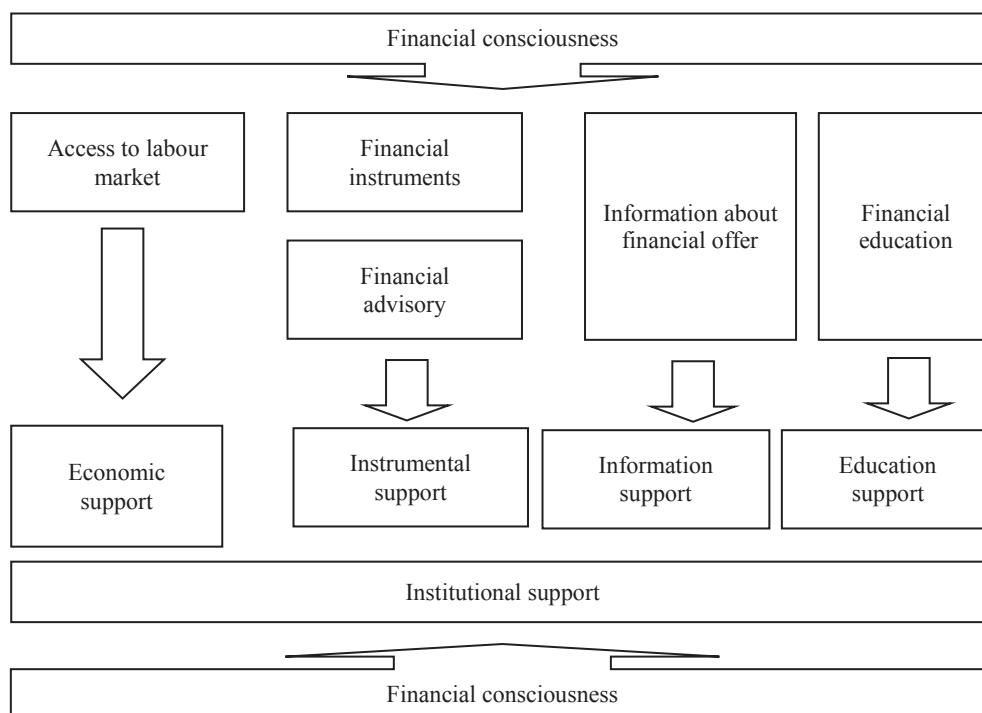 Financial consciousness
Access to labour
market
Financial
instruments
Financial
advisory
Information about
financial offer
Financial
education
Economic
support
Instrumental
support
Information
support
Education
support
Institutional support
Financial consciousness